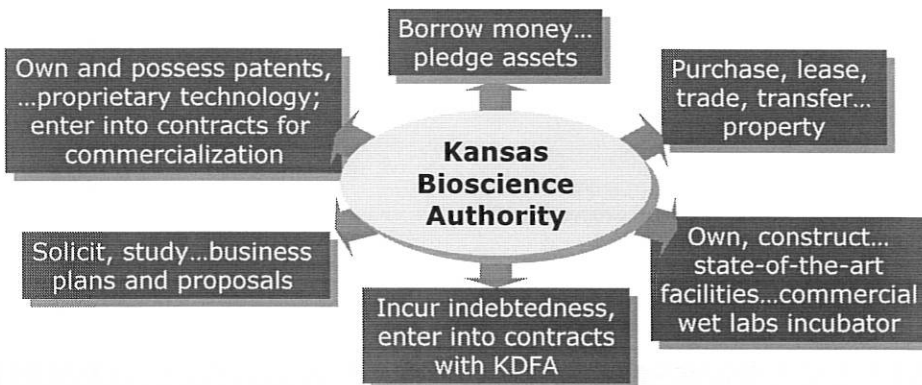 Borrow money…
pledge assets
Own and possess patents,
…proprietary technology;
enter into contracts for
commercialization
Purchase, lease,
trade, transfer…
property
Kansas
Bioscience
Authority
Solicit, study…business
plans and proposals
Own, construct…
state-of-the-art
facilities…commercial
wet labs incubator
Incur indebtedness,
enter into contracts
with KDFA